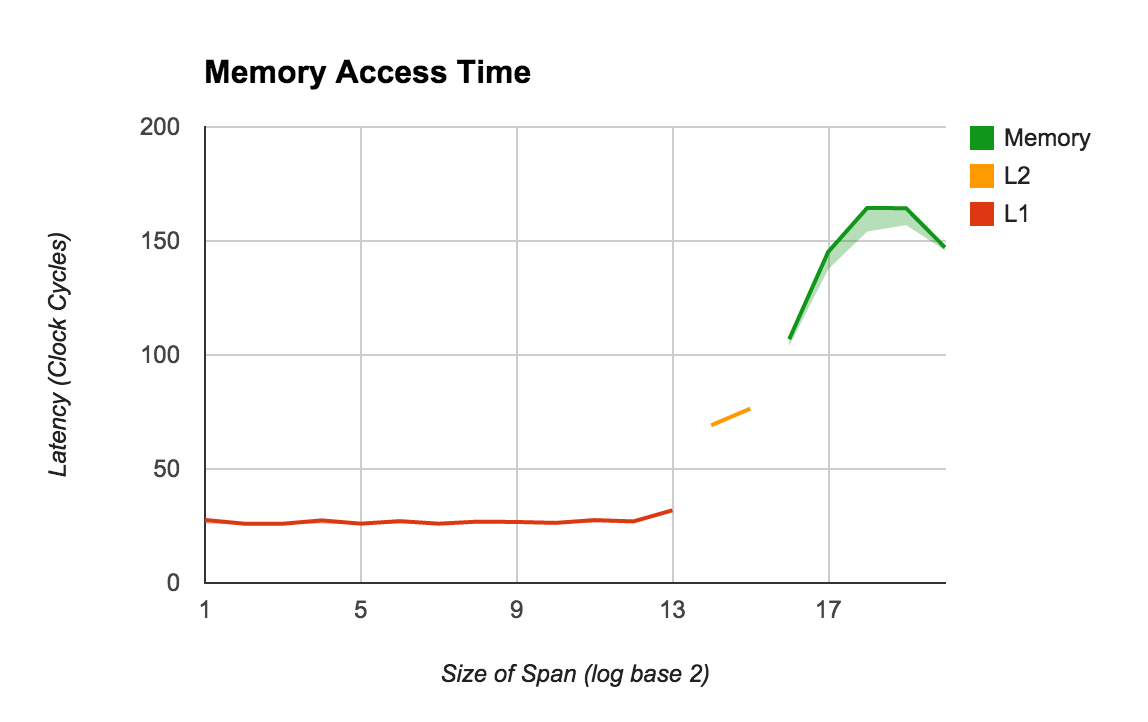 Memory Access Time
200
150
100
50
0
Latency (Clock Cycles)
1 5 9 13 17
Size of Span (log base 2)
Memory
L2
L1